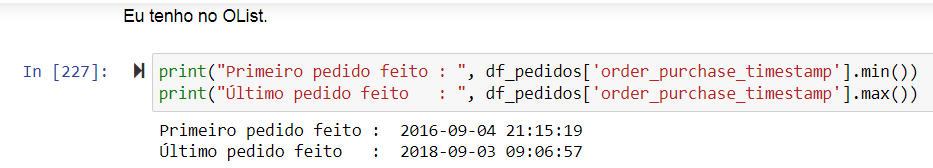 Eu tenho no OList.
In [227]: print("Primeiro pedido feito : ", df_pedidos['order_purchase_timestamp'].min())
print("Último pedido feito   : ", df_pedidos['order_purchase_timestamp'].max())
Primeiro pedido feito :  2016-09-04 21:15:19
Último pedido feito   :  2018-09-03 09:06:57